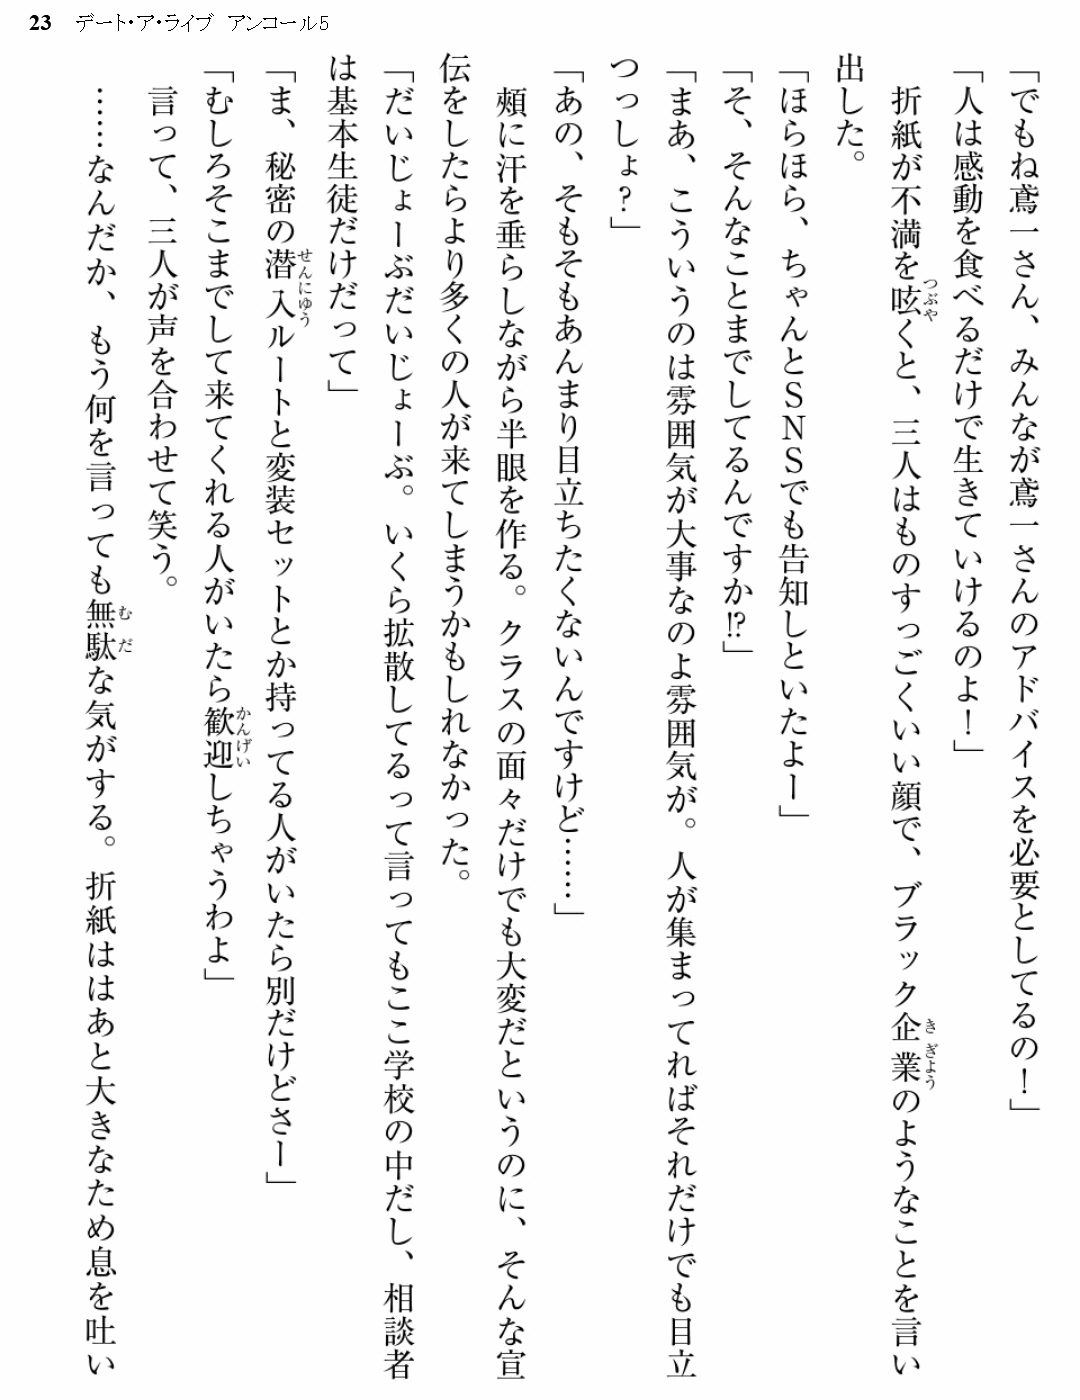 23 デート・ア・ライブ アンコール5
「でもね鳶一さん、みんなが鳶一さんのアドバイスを必要としてるの！」
「人は感動を食べるだけで生きていけるのよ！」
折紙が不満を呟くと、三人はものすっごくいい顔で、ブラック企業のようなことを言い
出した。
「ほらほら、ちゃんとＳＮＳでも告知しといたよー」
「そ、そんなことまでしてるんですか!?」
「まあ、こういうのは雰囲気が大事なのよ雰囲気が。人が集まってればそれだけでも目立
つっしょ？」
「あの、そもそもあんまり目立ちたくないんですけど……」
頰に汗を垂らしながら半眼を作る。クラスの面々だけでも大変だというのに、そんな宣
伝をしたらより多くの人が来てしまうかもしれなかった。
「だいじょーぶだいじょーぶ。いくら拡散してるって言ってもここ学校の中だし、相談者
は基本生徒だけだって」
「ま、秘密の潜入ルートと変装セットとか持ってる人がいたら別だけどさー」
「むしろそこまでして来てくれる人がいたら歓迎しちゃうわよ」
言って、三人が声を合わせて笑う。
……なんだか、もう何を言っても無駄な気がする。折紙ははあと大きなため息を吐い